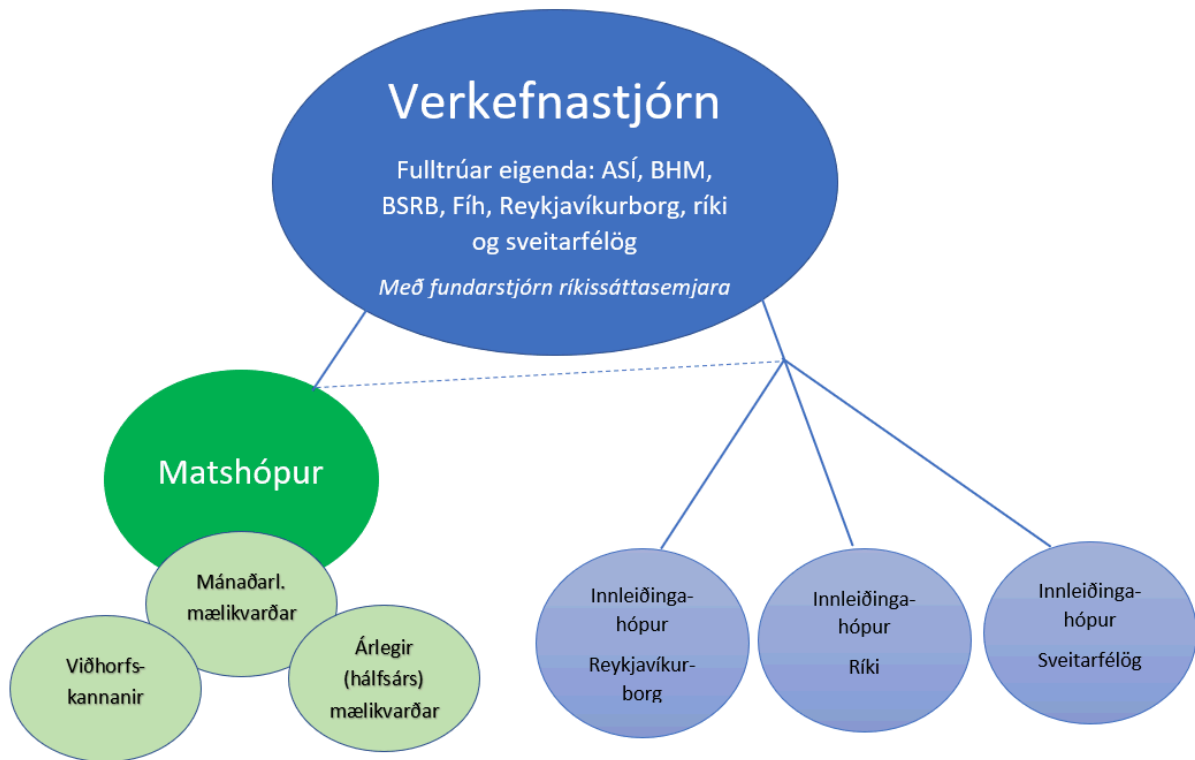 Verkefnastjórn
Fulltrúar eigenda: ASÍ, BHM,
BSRB, Fíh, Reykjavíkurborg, ríki
og sveitarfélög
Með fundarstjórn ríkissáttasemjara
Matshópur
Mánaðarl.
mælikvarðar
Viðhorfs-
kannanir
Árlegir
(hálfsárs)
mælikvarðar
Innleiðinga-
hópur
Reykjavíkur-
borg
Innleiðinga-
hópur
Ríki
Innleiðinga-
hópur
Sveitarfélög